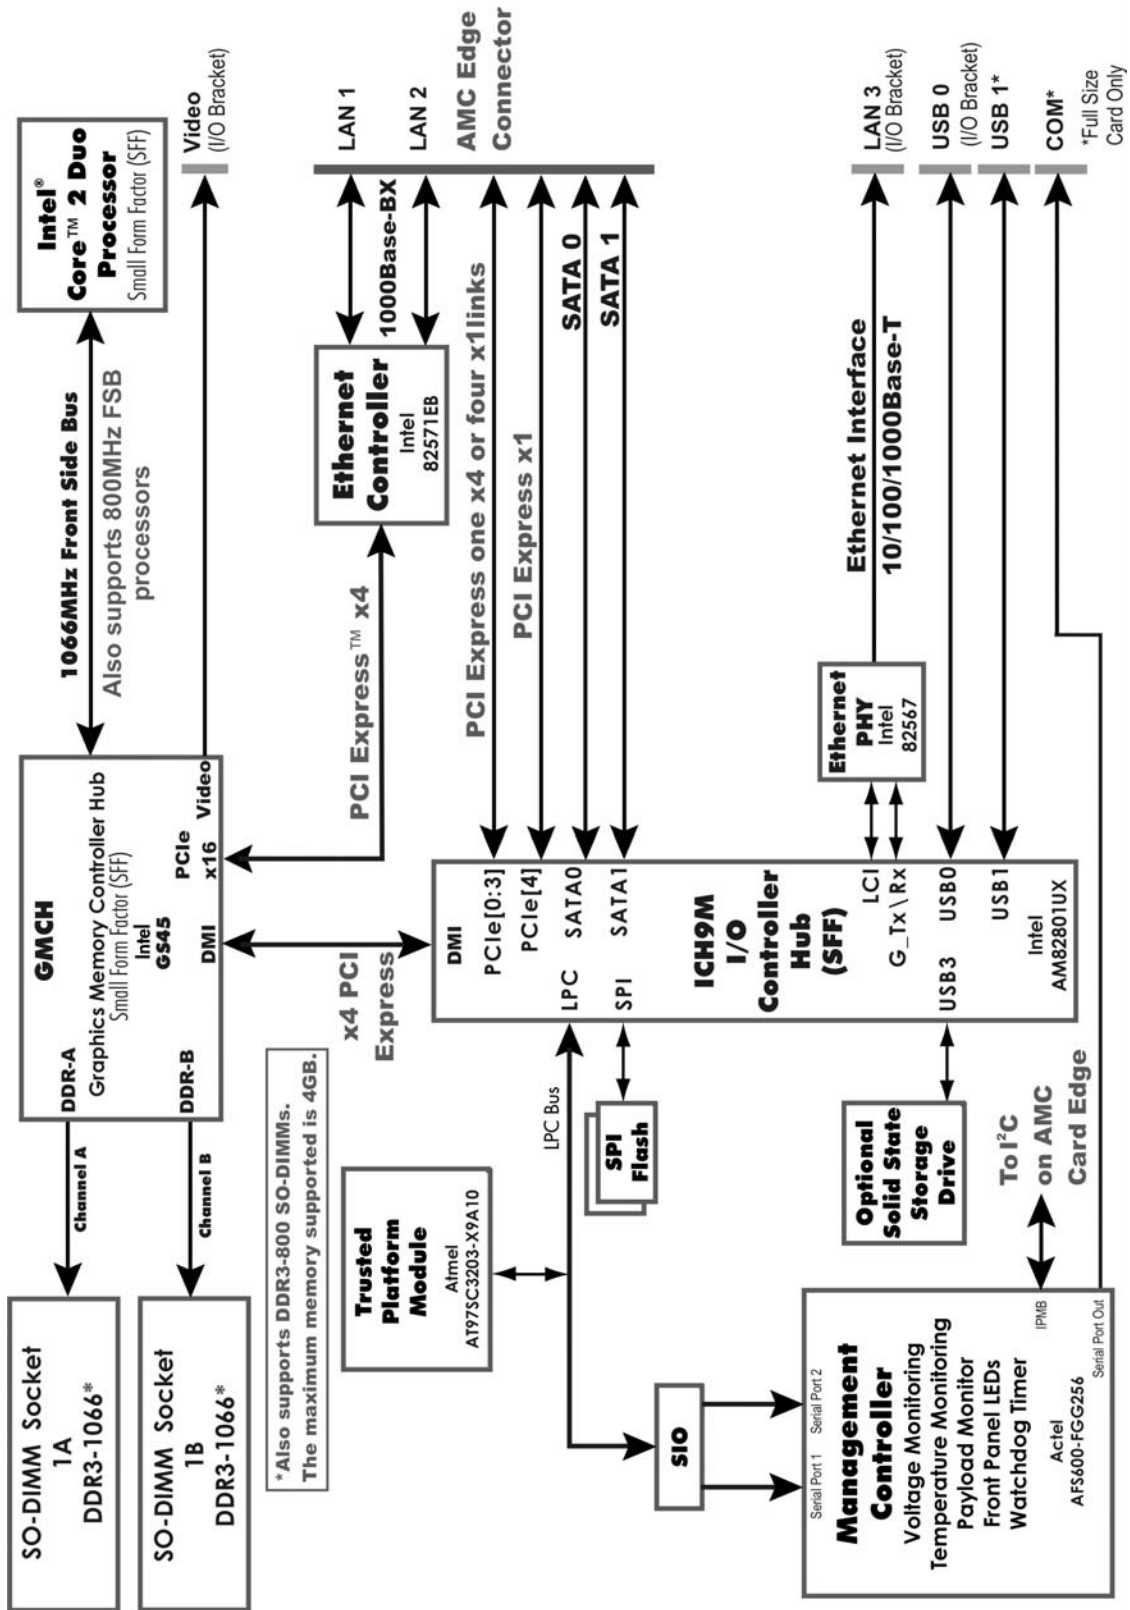 SO-DIMM Socket
1A
DDR3-1066*
SO-DIMM Socket
1B
DDR3-1066*
Channel A
Channel B
DDR-A
DDR-B
GMCH
Graphics Memory Controller Hub
Small Form Factor (SFF)
Intel
GS45
DMI
PCIe
x16
Video
1066MHz Front Side Bus
Also supports 800MHz FSB
processors
Intel®
Core™ 2 Duo
Processor
Small Form Factor (SFF)
Video
(I/O Bracket)
*Also supports DDR3-800 SO-DIMMs.
The maximum memory supported is 4GB.
x4 PCI
Express
PCI Express™ x4
Ethernet
Controller
Intel
82571EB
1000Base-BX
LAN 1
LAN 2
AMC Edge
Connector
Trusted
Platform
Module
Atmel
AT97SC3203-X9A10
LPC Bus
SPI
Flash
DMI
PCIe[0:3]
PCIe[4]
LPC
SATA0
SPI
SATA1
ICH9M
I/O
Controller
Hub
(SFF)
LCI
G_Tx \ Rx
USB3
USB0
USB1
Intel
AM82801UX
PCI Express one x4 or four x1links
PCI Express x1
SATA 0
SATA 1
Ethernet
PHY
Intel
82567
Ethernet Interface
10/100/1000Base-T
LAN 3
(I/O Bracket)
USB 0
(I/O Bracket)
USB 1*
COM*
*Full Size
Card Only
SIO
Optional
Solid State
Storage
Drive
To I²C
on AMC
Card Edge
Serial Port 1
Serial Port 2
Management
Controller
Voltage Monitoring
Temperature Monitoring
Payload Monitor
Front Panel LEDs
Watchdog Timer
IPMB
Actel
AFS600-FGG256
Serial Port Out